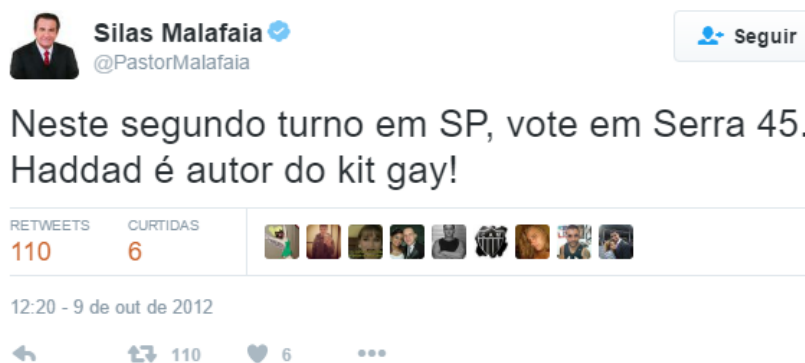 Silas Malafaia
Seguir
@PastorMalafaia
Neste segundo turno em SP, vote em Serra 45.
Haddad é autor do kit gay!
RETWEETS CURTIDAS
110 6
12:20 - 9 de out de 2012
110 6